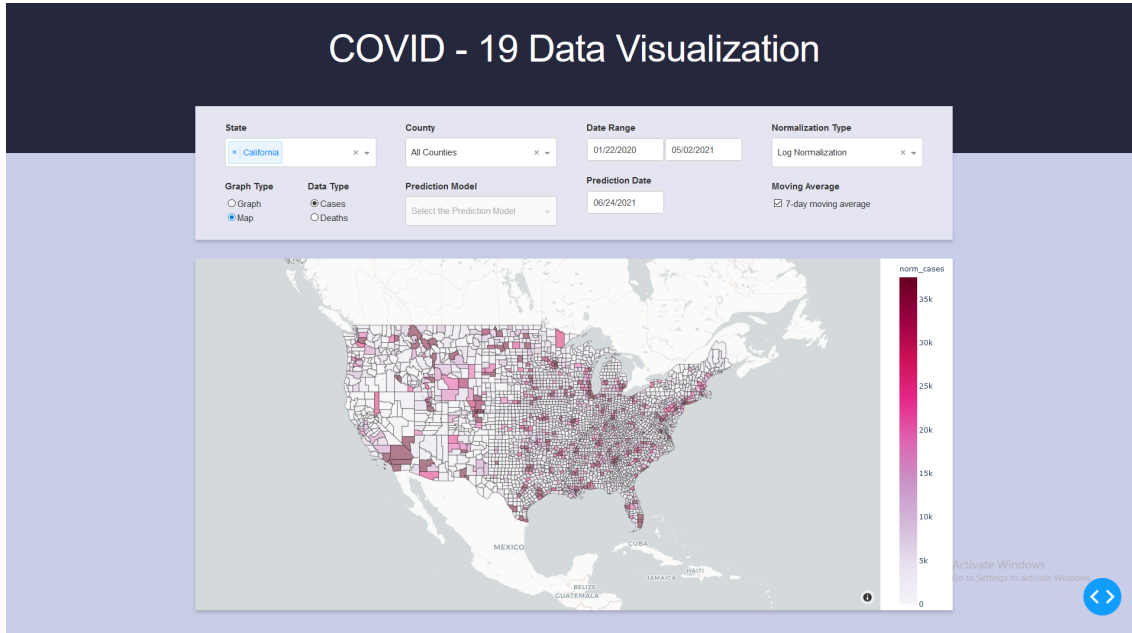 COVID - 19 Data Visualization
State
County
Date Range
Normalization Type
× California × 
All Counties ×
01/22/2020 05/02/2021
Log Normalization ×
Graph Type
Data Type
Prediction Model
Prediction Date
Moving Average
Graph
Map
Cases
Deaths
Select the Prediction Model
06/24/2021
7-day moving average
norm_cases
35k
30k
25k
20k
15k
10k
5k
0
MEXICO
CUBA
HAITI
JAMAICA
BELIZE
GUATEMALA
Activate Windows
Go to Settings to activate Windows.